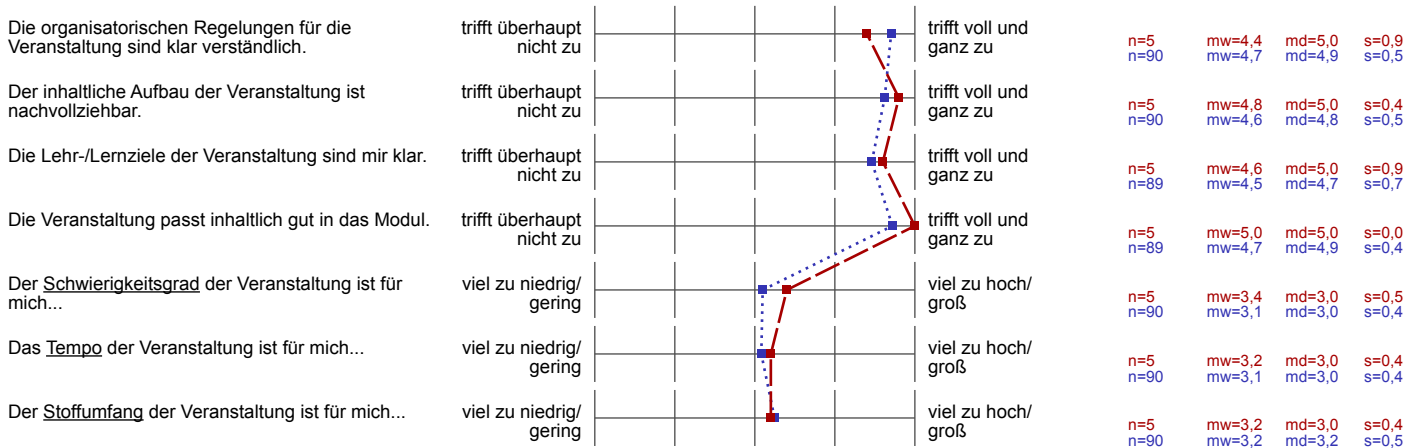 Die organisatorischen Regelungen für die
Veranstaltung sind klar verständlich.
trifft überhaupt
nicht zu
trifft voll und
ganz zu
n=5 mw=4,4 md=5,0 s=0,9
n=90 mw=4,7 md=4,9 s=0,5
Der inhaltliche Aufbau der Veranstaltung ist
nachvollziehbar.
trifft überhaupt
nicht zu
trifft voll und
ganz zu
n=5 mw=4,8 md=5,0 s=0,4
n=90 mw=4,6 md=4,8 s=0,5
Die Lehr-/Lernziele der Veranstaltung sind mir klar.
trifft überhaupt
nicht zu
trifft voll und
ganz zu
n=5 mw=4,6 md=5,0 s=0,9
n=89 mw=4,5 md=4,7 s=0,7
Die Veranstaltung passt inhaltlich gut in das Modul.
trifft überhaupt
nicht zu
trifft voll und
ganz zu
n=5 mw=5,0 md=5,0 s=0,0
n=89 mw=4,7 md=4,9 s=0,4
Der Schwierigkeitsgrad der Veranstaltung ist für
mich...
viel zu niedrig/
gering
viel zu hoch/
groß
n=5 mw=3,4 md=3,0 s=0,5
n=90 mw=3,1 md=3,0 s=0,4
Das Tempo der Veranstaltung ist für mich...
viel zu niedrig/
gering
viel zu hoch/
groß
n=5 mw=3,2 md=3,0 s=0,4
n=90 mw=3,1 md=3,0 s=0,4
Der Stoffumfang der Veranstaltung ist für mich...
viel zu niedrig/
gering
viel zu hoch/
groß
n=5 mw=3,2 md=3,0 s=0,4
n=90 mw=3,2 md=3,2 s=0,5